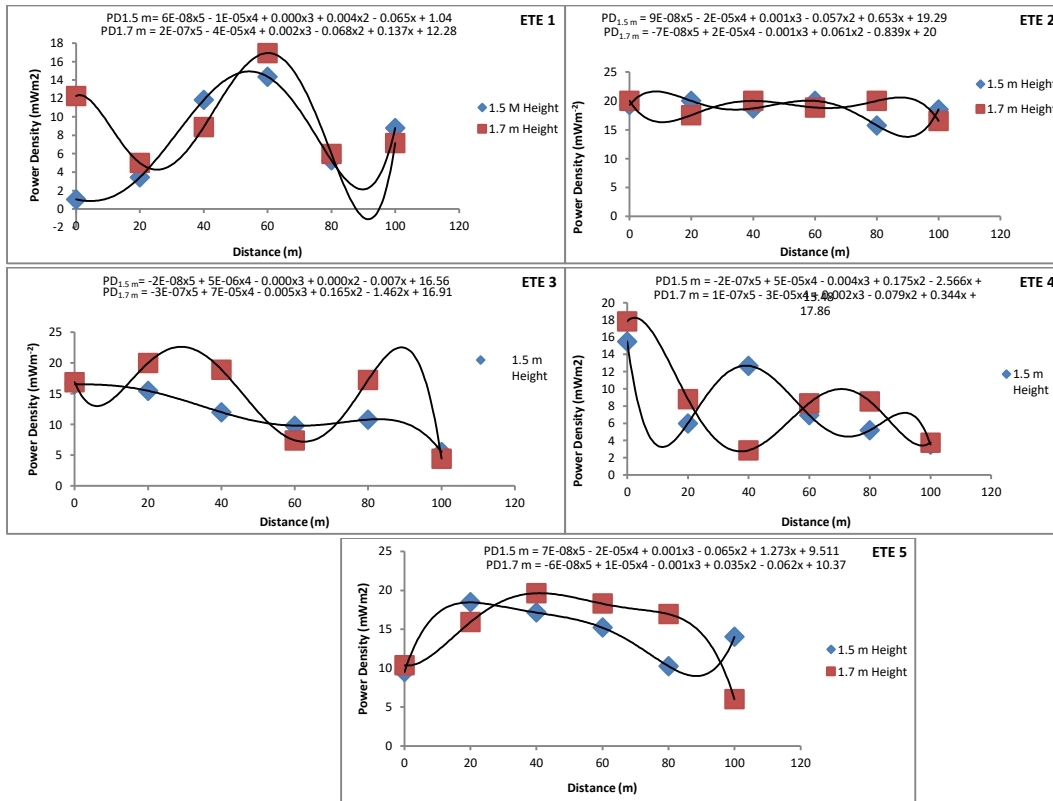 PD1.5 m= 6E-08x5 - 1E-05x4 + 0.000x3 + 0.004x2 - 0.065x + 1.04
ETE 1
PD1.7 m = 2E-07x5 - 4E-05x4 + 0.002x3 - 0.068x2 + 0.137x + 12.28
18
16
14
12
10
8
6
4
2
0
-2
0
20
40
60
80
100
120
Power Density (mW/m2)
Distance (m)
1.5 M Height
1.7 m Height
PD1.5 m = 9E-08x5 - 2E-05x4 + 0.001x3 - 0.057x2 + 0.653x + 19.29
ETE 2
PD1.7 m = -7E-08x5 + 2E-05x4 - 0.001x3 + 0.061x2 - 0.839x + 20
30
25
20
15
10
5
0
0
20
40
60
80
100
120
Power Density (mWm-2)
Distance (m)
1.5 m Height
1.7 m Height
PD1.5 m = -2E-08x5 + 5E-06x4 - 0.000x3 + 0.000x2 - 0.007x + 16.56
ETE 3
PD1.7 m = -3E-07x5 + 7E-05x4 - 0.005x3 + 0.165x2 - 1.462x + 16.91
25
20
15
10
5
0
0
20
40
60
80
100
120
Power Density (mWm-2)
Distance (m)
1.5 m
Height
PD1.5 m = -2E-07x5 + 5E-05x4 - 0.004x3 + 0.175x2 - 2.566x +
ETE 4
PD1.7 m = 1E-07x5 - 3E-05x4 + 0.002x3 - 0.079x2 + 0.344x +
17.86
20
18
16
14
12
10
8
6
4
2
0
0
20
40
60
80
100
120
Power Density (mW/m2)
Distance (m)
1.5 m
Height
PD1.5 m = 7E-08x5 - 2E-05x4 + 0.001x3 - 0.065x2 + 1.273x + 9.511
ETE 5
PD1.7 m = -6E-08x5 + 1E-05x4 - 0.001x3 + 0.035x2 - 0.062x + 10.37
25
20
15
10
5
0
0
20
40
60
80
100
120
Power Density (mW/m2)
Distance (m)
1.5 m Height
1.7 m Height